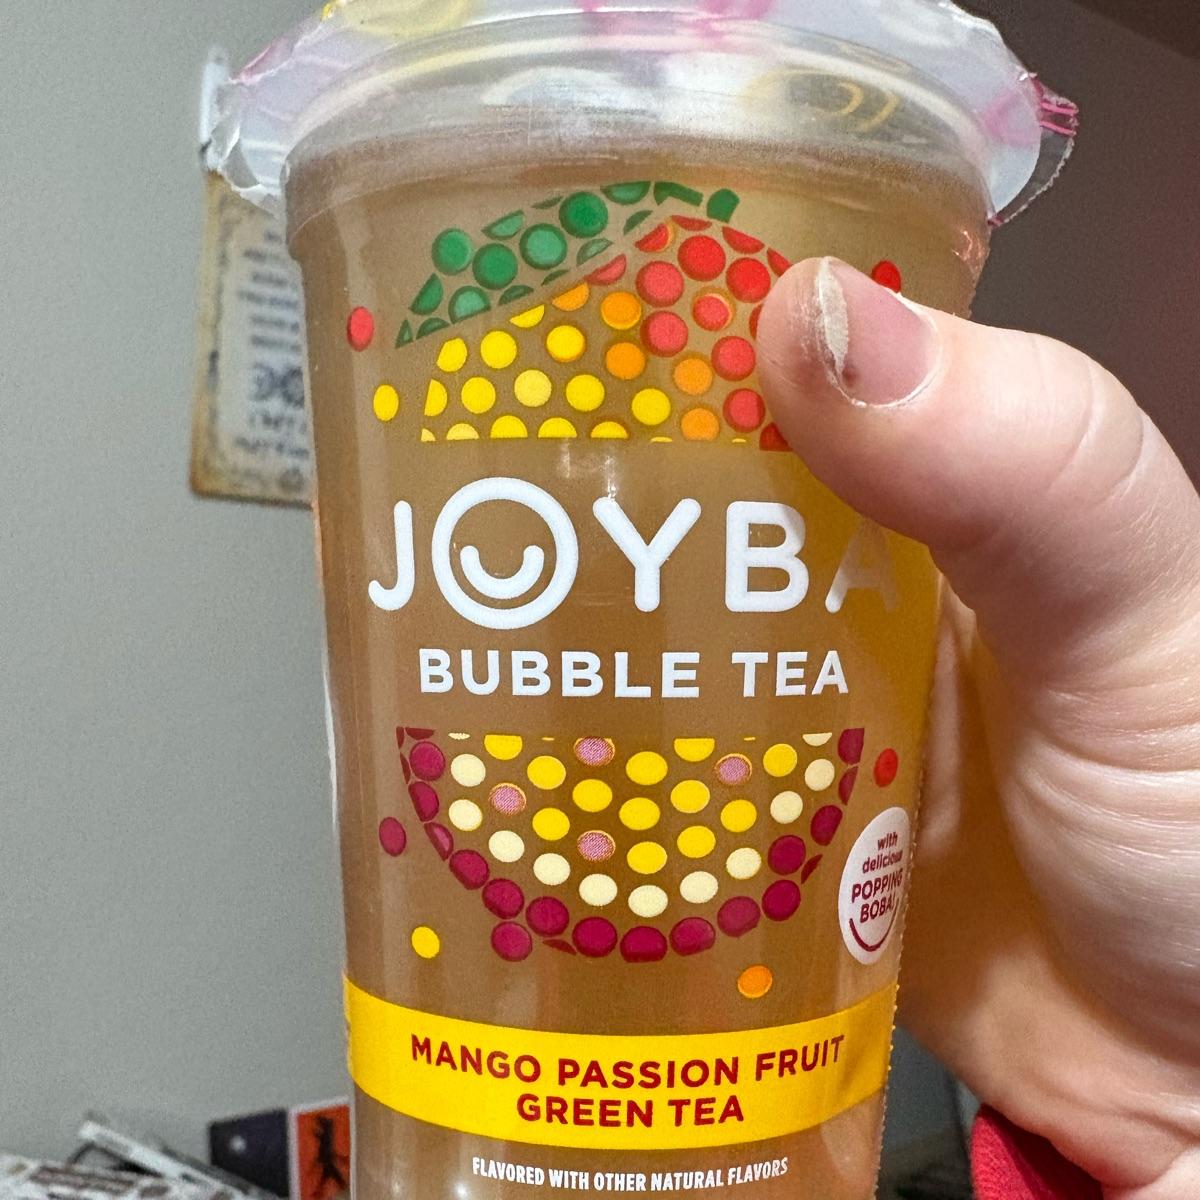 JOYBA
BUBBLE TEA
with
delicious
POPPING
BOBA!
MANGO PASSION FRUIT
GREEN TEA
FLAVORED WITH OTHER NATURAL FLAVORS